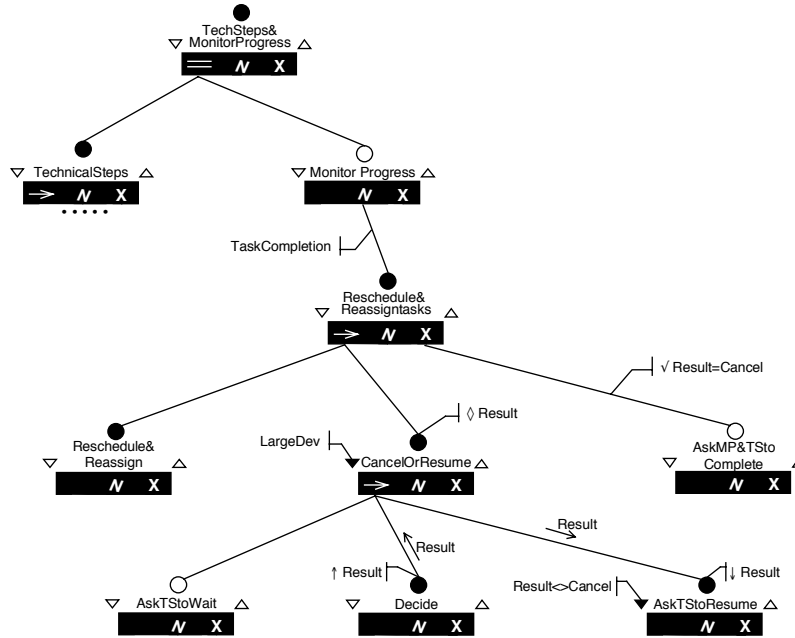 TechSteps&
MonitorProgress
N X
TechnicalSteps
Monitor Progress
N X
N X
TaskCompletion
Reschedule&
Reassigntasks
N X
√ Result=Cancel
◊ Result
LargeDev
Reschedule&
Reassign
CancelOrResume
AskMP&TSto
Complete
N X
N X
N X
Result
Result
↑ Result
Result<>Cancel
↓ Result
AskTStoWait
Decide
AskTStoResume
N X
N X
N X